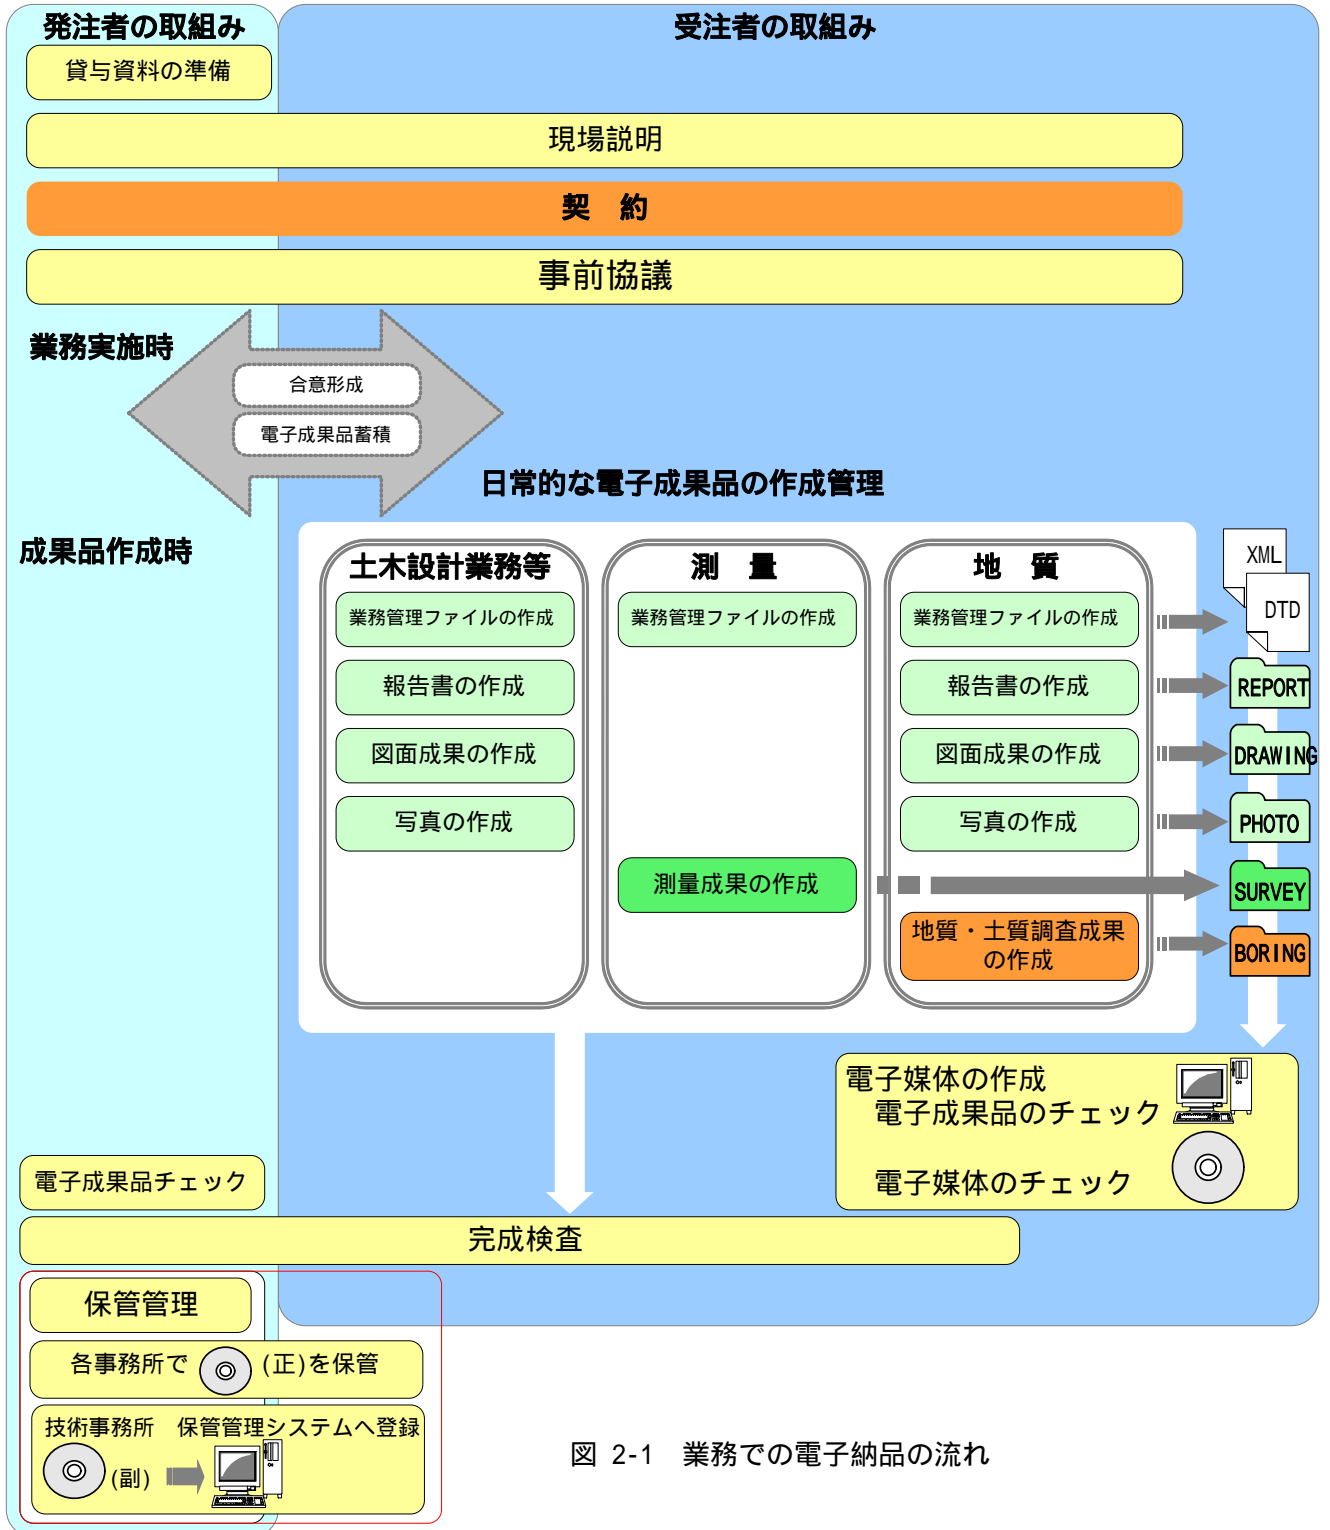 発注者の取組み
受注者の取組み
貸与資料の準備
現場説明
契　約
事前協議
業務実施時
合意形成
電子成果品蓄積
日常的な電子成果品の作成管理
成果品作成時
土木設計業務等
業務管理ファイルの作成
報告書の作成
図面成果の作成
写真の作成
測　量
業務管理ファイルの作成
測量成果の作成
地　質
業務管理ファイルの作成
報告書の作成
図面成果の作成
写真の作成
地質・土質調査成果
の作成
XML
DTD
REPORT
DRAWING
PHOTO
SURVEY
BORING
電子媒体の作成
電子成果品のチェック
電子媒体のチェック
電子成果品チェック
完成検査
保管管理
各事務所で (正)を保管
技術事務所　保管管理システムへ登録
(副)
図 2-1　業務での電子納品の流れ